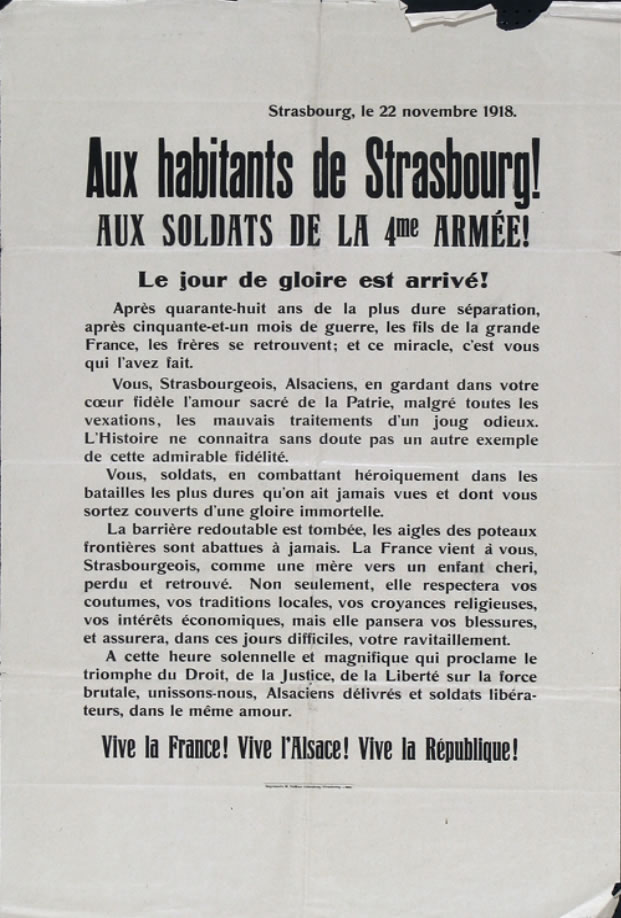 Strasbourg, le 22 novembre 1918.
Aux habitants de Strasbourg!
AUX SOLDATS DE LA 4me ARMÉE!
Le jour de gloire est arrivé!
Après quarante-huit ans de la plus dure séparation,
après cinquante-et-un mois de guerre, les fils de la grande
France, les frères se retrouvent; et ce miracle, c'est vous
qui l'avez fait.
Vous, Strasbourgeois, Alsaciens, en gardant dans votre
cœur fidèle l'amour sacré de la Patrie, malgré toutes les
vexations, les mauvais traitements d'un joug odieux.
L'Histoire ne connaitra sans doute pas un autre exemple
de cette admirable fidélité.
Vous, soldats, en combattant héroiquement dans les
batailles les plus dures qu'on ait jamais vues et dont vous
sortez couverts d'une gloire immortelle.
La barrière redoutable est tombée, les aigles des poteaux
frontières sont abattues à jamais. La France vient á vous,
Strasbourgeois, comme une mère vers un enfant cheri,
perdu et retrouvé. Non seulement, elle respectera vos
coutumes, vos traditions locales, vos croyances religieuses,
vos intérêts économiques, mais elle pansera vos blessures,
et assurera, dans ces jours difficiles, votre ravitaillement.
A cette heure solennelle et magnifique qui proclame le
triomphe du Droit, de la Justice, de la Liberté sur la force
brutale, unissons-nous, Alsaciens délivrés et soldats libéra-
teurs, dans le même amour.
Vive la France! Vive l'Alsace! Vive la République!